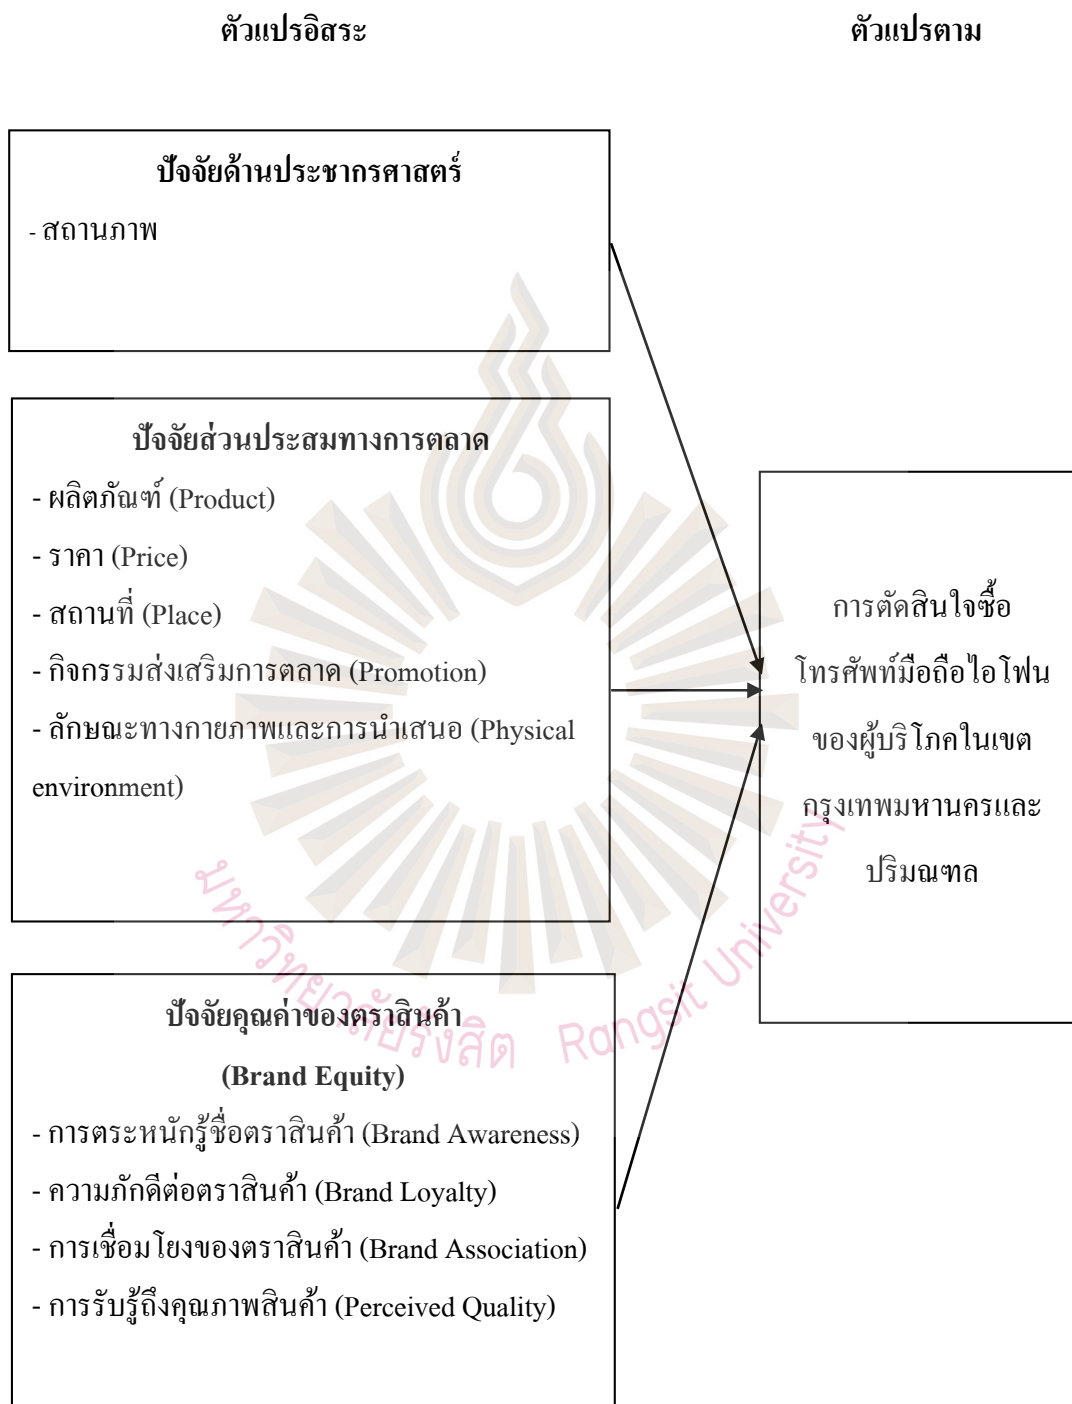 ตัวแปรอิสระ
ตัวแปรตาม
ปัจจัยด้านประชากรศาสตร์
- สถานภาพ
ปัจจัยส่วนประสมทางการตลาด
- ผลิตภัณฑ์ (Product)
- ราคา (Price)
- สถานที่ (Place)
- กิจกรรมส่งเสริมการตลาด (Promotion)
- ลักษณะทางกายภาพและการนำเสนอ (Physical
environment)
ปัจจัยคุณค่าของตราสินค้า
(Brand Equity)
- การตระหนักรู้ชื่อตราสินค้า (Brand Awareness)
- ความภักดีต่อตราสินค้า (Brand Loyalty)
- การเชื่อมโยงของตราสินค้า (Brand Association)
- การรับรู้ถึงคุณภาพสินค้า (Perceived Quality)
การตัดสินใจซื้อ
โทรศัพท์มือถือไอโฟน
ของผู้บริโภคในเขต
กรุงเทพมหานครและ
ปริมณฑล
มหาวิทยาลัยรังสิต Rangsit University